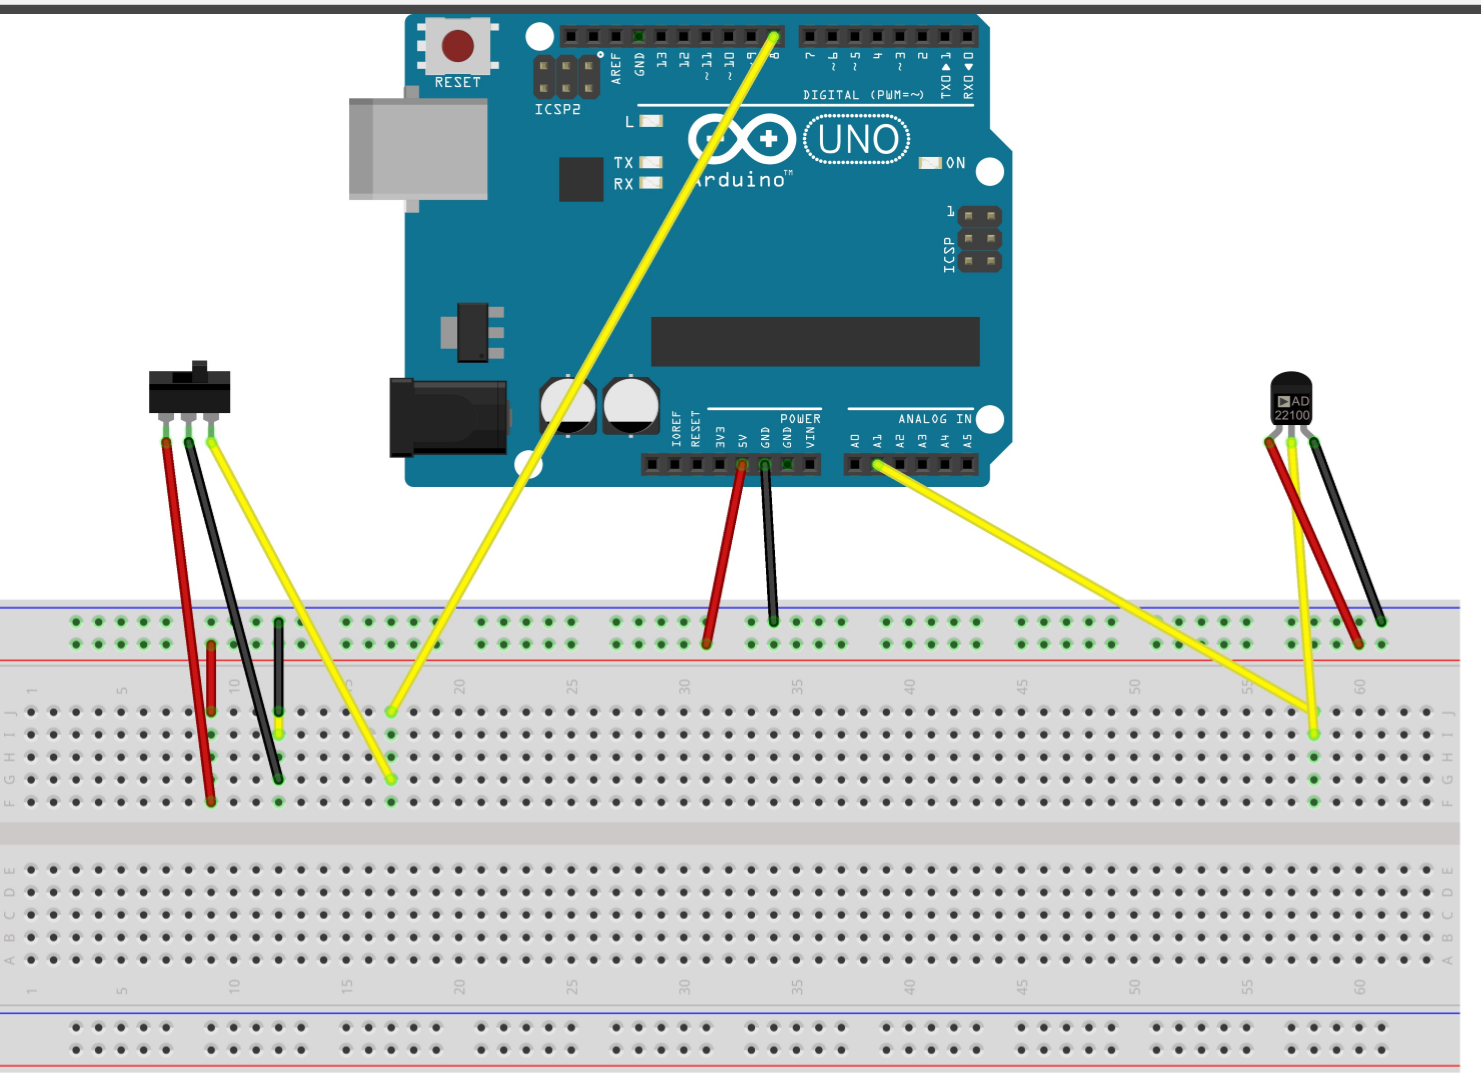 RESET
ICSP2
AREF
GND
13
12
~11
~10
~9
8
7
~6
~5
4
~3
2
TX0▶1
RX0◀0
DIGITAL (PWM=~)
L
TX
RX
Arduino™
UNO
ON
1
ICSP
IOREF
RESET
3V3
5V
GND
GND
VIN
POWER
A0
A1
A2
A3
A4
A5
ANALOG IN
AD
22100
1 5 10 15 20 25 30 35 40 45 50 55 60
J J
I I
H H
G G
F F
E E
D D
C C
B B
A A
1 5 10 15 20 25 30 35 40 45 50 55 60